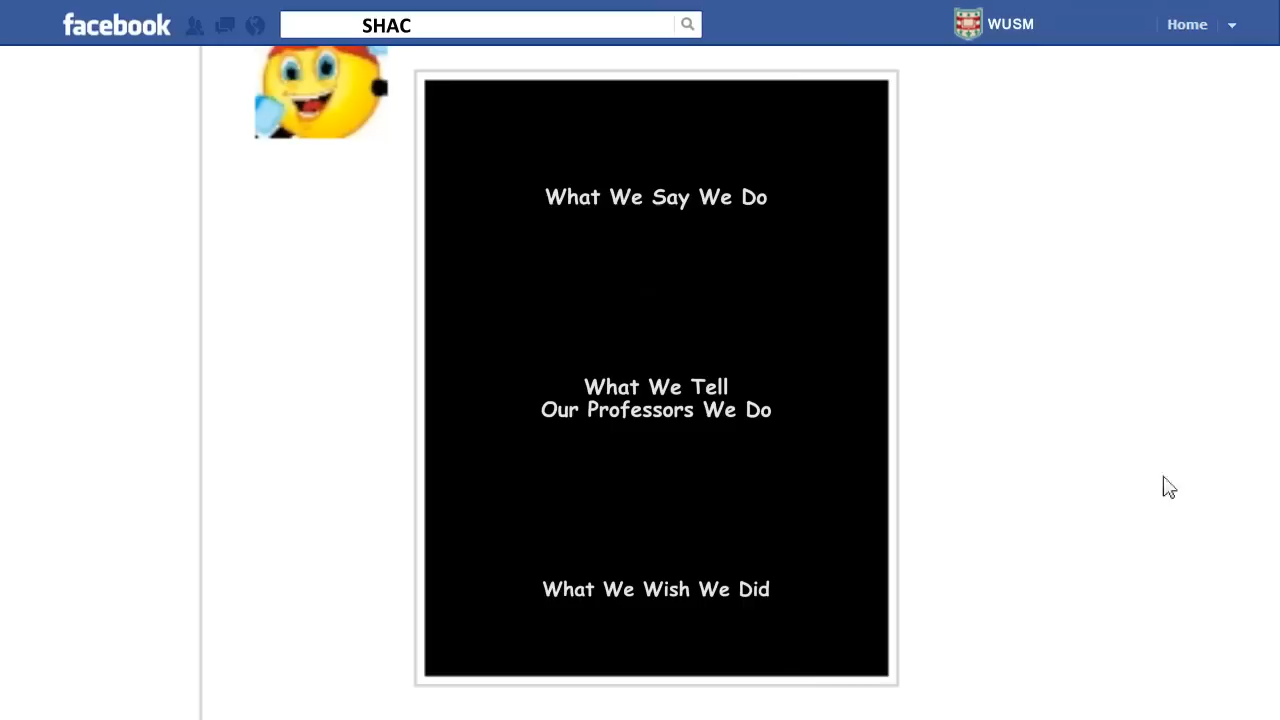 facebook
SHAC
WUSM
Home
What We Say We Do
What We Tell
Our Professors We Do
What We Wish We Did